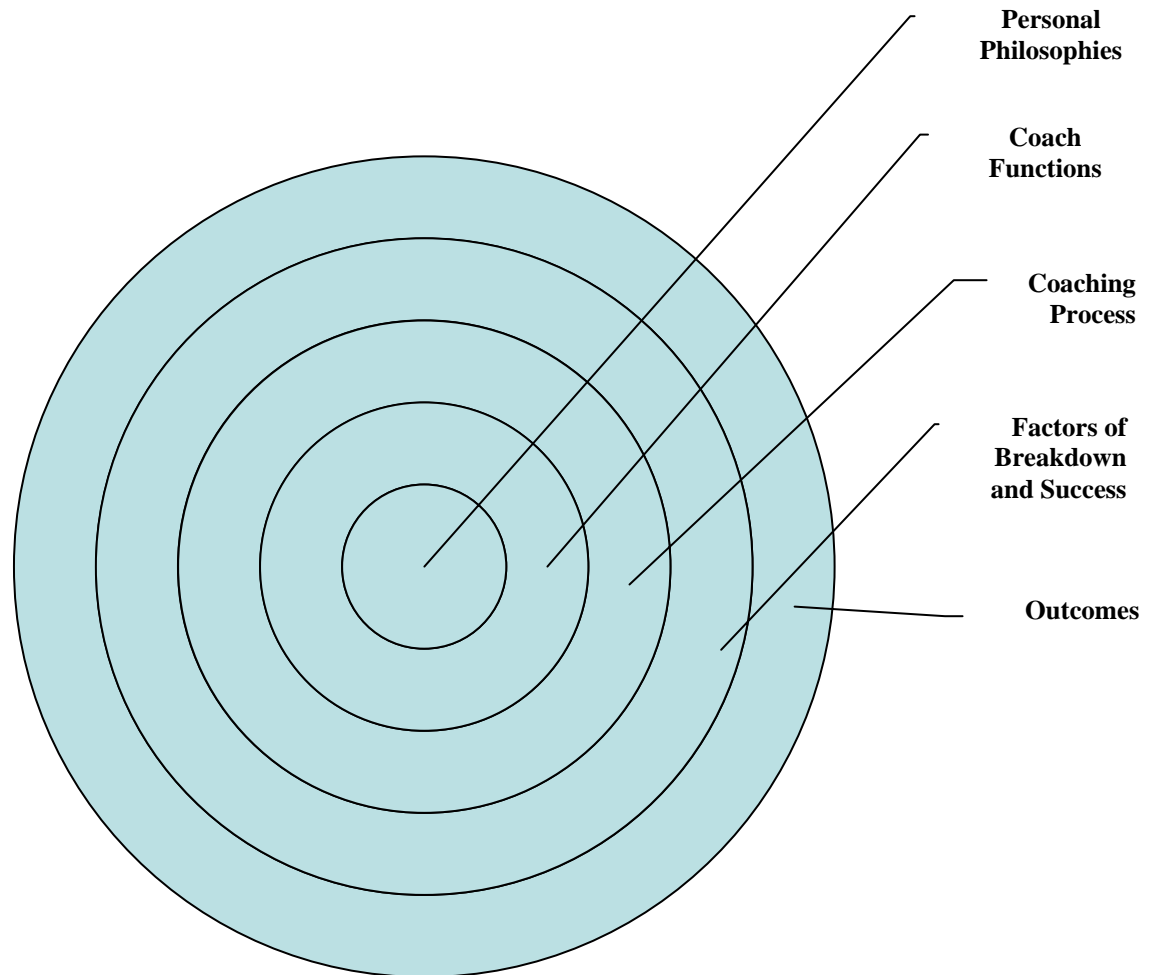 Personal
Philosophies
Coach
Functions
Coaching
Process
Factors of
Breakdown
and Success
Outcomes